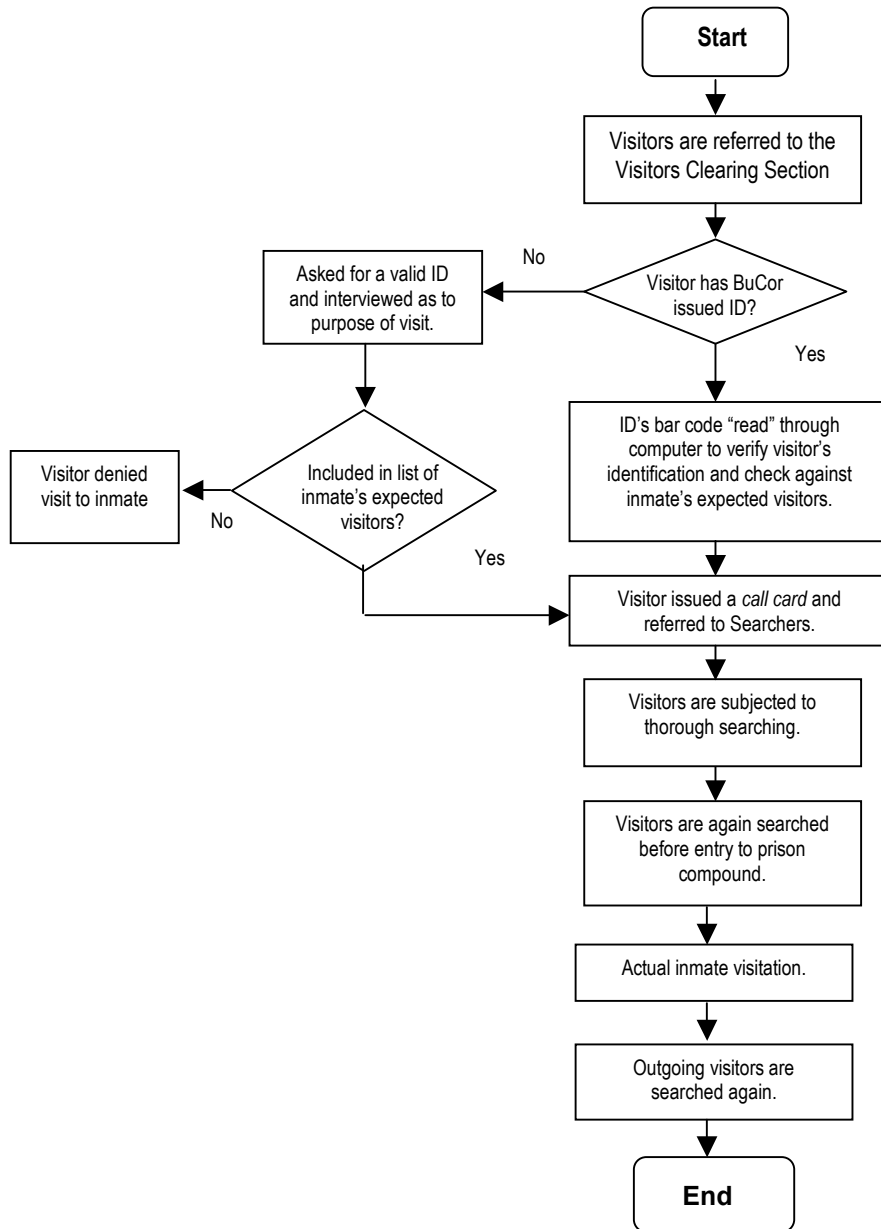 Start
Visitors are referred to the
Visitors Clearing Section
No
Visitor has BuCor
issued ID?
Asked for a valid ID
and interviewed as to
purpose of visit.
Yes
ID’s bar code “read” through
computer to verify visitor’s
identification and check against
inmate’s expected visitors.
Included in list of
inmate’s expected
visitors?
Visitor denied
visit to inmate
No
Yes
Visitor issued a call card and
referred to Searchers.
Visitors are subjected to
thorough searching.
Visitors are again searched
before entry to prison
compound.
Actual inmate visitation.
Outgoing visitors are
searched again.
End